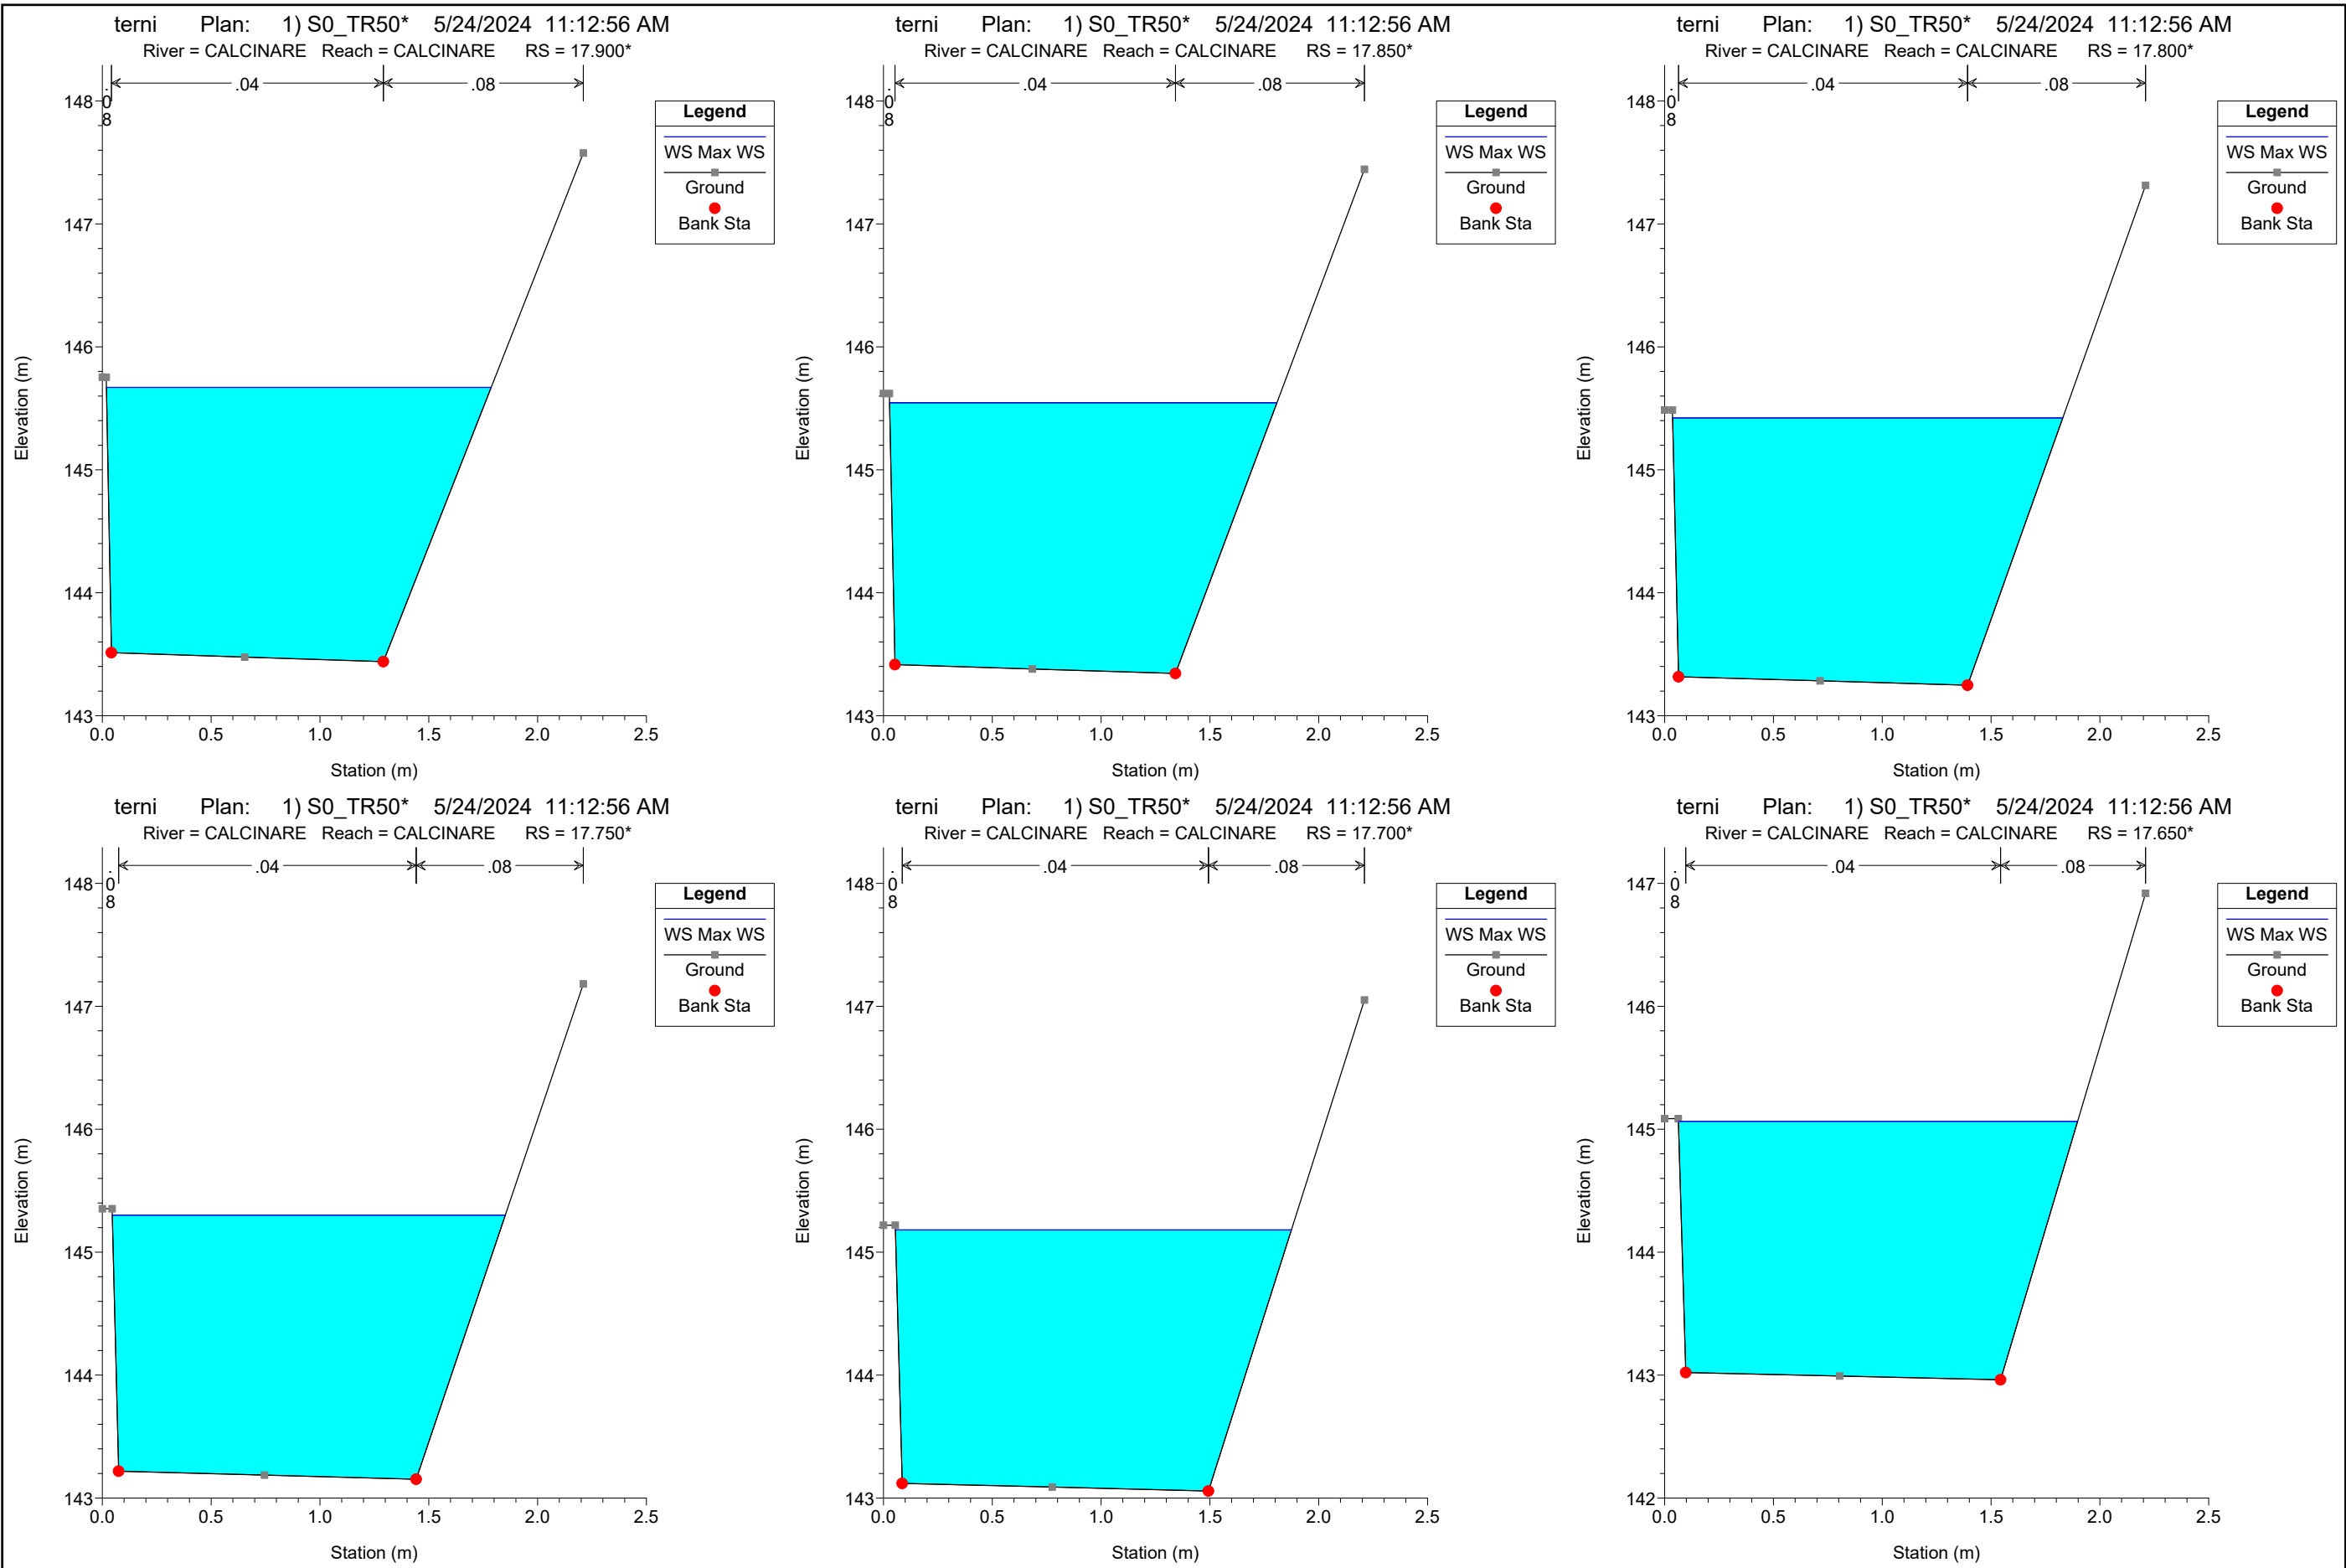 terni Plan: 1) S0_TR50* 5/24/2024 11:12:56 AM
River = CALCINARE Reach = CALCINARE RS = 17.900*
.08 .04 .08
Legend
WS Max WS
Ground
Bank Sta
148
147
146
145
144
143
Elevation (m)
0.0 0.5 1.0 1.5 2.0 2.5
Station (m)
terni Plan: 1) S0_TR50* 5/24/2024 11:12:56 AM
River = CALCINARE Reach = CALCINARE RS = 17.850*
.08 .04 .08
Legend
WS Max WS
Ground
Bank Sta
148
147
146
145
144
143
Elevation (m)
0.0 0.5 1.0 1.5 2.0 2.5
Station (m)
terni Plan: 1) S0_TR50* 5/24/2024 11:12:56 AM
River = CALCINARE Reach = CALCINARE RS = 17.800*
.08 .04 .08
Legend
WS Max WS
Ground
Bank Sta
148
147
146
145
144
143
Elevation (m)
0.0 0.5 1.0 1.5 2.0 2.5
Station (m)
terni Plan: 1) S0_TR50* 5/24/2024 11:12:56 AM
River = CALCINARE Reach = CALCINARE RS = 17.750*
.08 .04 .08
Legend
WS Max WS
Ground
Bank Sta
148
147
146
145
144
143
Elevation (m)
0.0 0.5 1.0 1.5 2.0 2.5
Station (m)
terni Plan: 1) S0_TR50* 5/24/2024 11:12:56 AM
River = CALCINARE Reach = CALCINARE RS = 17.700*
.08 .04 .08
Legend
WS Max WS
Ground
Bank Sta
148
147
146
145
144
143
Elevation (m)
0.0 0.5 1.0 1.5 2.0 2.5
Station (m)
terni Plan: 1) S0_TR50* 5/24/2024 11:12:56 AM
River = CALCINARE Reach = CALCINARE RS = 17.650*
.08 .04 .08
Legend
WS Max WS
Ground
Bank Sta
147
146
145
144
143
142
Elevation (m)
0.0 0.5 1.0 1.5 2.0 2.5
Station (m)